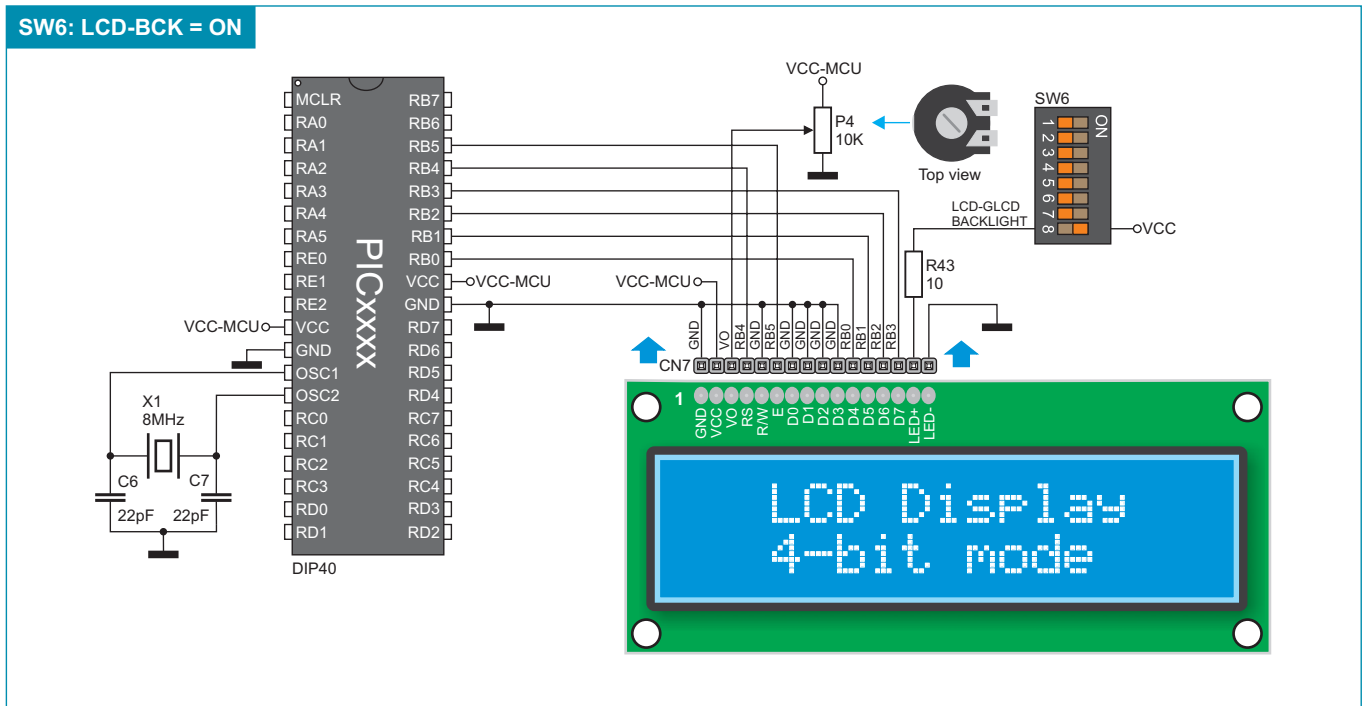 SW6: LCD-BCK = ON
VCC-MCU
P4
10K
Top view
SW6
ON
1
2
3
4
5
6
7
8
LCD-GLCD
BACKLIGHT
VCC
R43
10
MCLR RB7
RA0 RB6
RA1 RB5
RA2 RB4
RA3 RB3
RA4 RB2
RA5 RB1
RE0 RB0
RE1 VCC
RE2 GND
VCC RD7
GND RD6
OSC1 RD5
OSC2 RD4
RC0 RC7
RC1 RC6
RC2 RC5
RC3 RC4
RD0 RD3
RD1 RD2
PICxxxx
DIP40
VCC-MCU
VCC-MCU
VCC-MCU
X1
8MHz
C6 C7
22pF 22pF
GND VO RB4 GND RB5 GND GND GND GND RB0 RB1 RB2 RB3
CN7
1
GND VCC VO RS R/W E D0 D1 D2 D3 D4 D5 D6 D7 LED+ LED-
LCD Display
4-bit mode